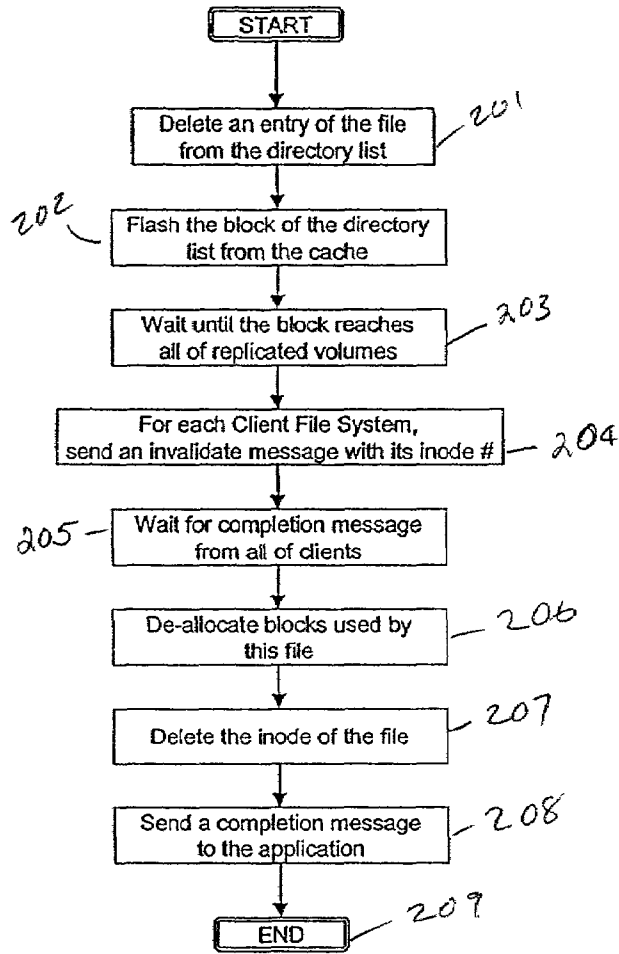 START
Delete an entry of the file
from the directory list
201
202
Flash the block of the directory
list from the cache
Wait until the block reaches
all of replicated volumes
203
For each Client File System,
send an invalidate message with its inode #
204
205
Wait for completion message
from all of clients
De-allocate blocks used by
this file
206
Delete the inode of the file
207
Send a completion message
to the application
208
END
209